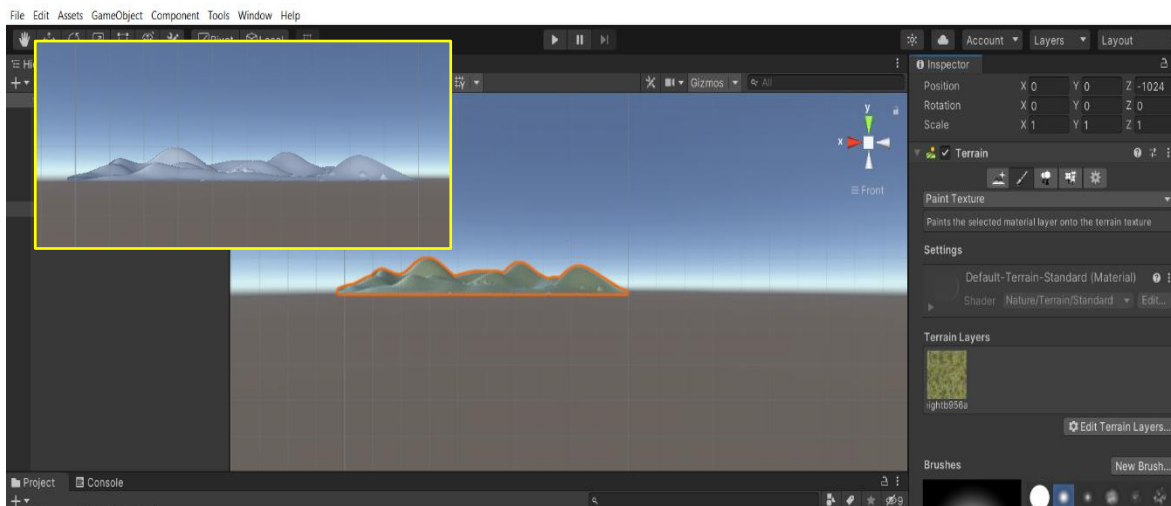 File Edit Assets GameObject Component Tools Window Help
Account Layers Layout
Gizmos All
y
x
Front
Inspector
Position X 0 Y 0 Z -1024
Rotation X 0 Y 0 Z 0
Scale X 1 Y 1 Z 1
Terrain
Paint Texture
Paints the selected material layer onto the terrain texture
Settings
Default-Terrain-Standard (Material)
Shader Nature/Terrain/Standard Edit...
Terrain Layers
ightb956a
Edit Terrain Layers...
Brushes New Brush...
Project Console
9